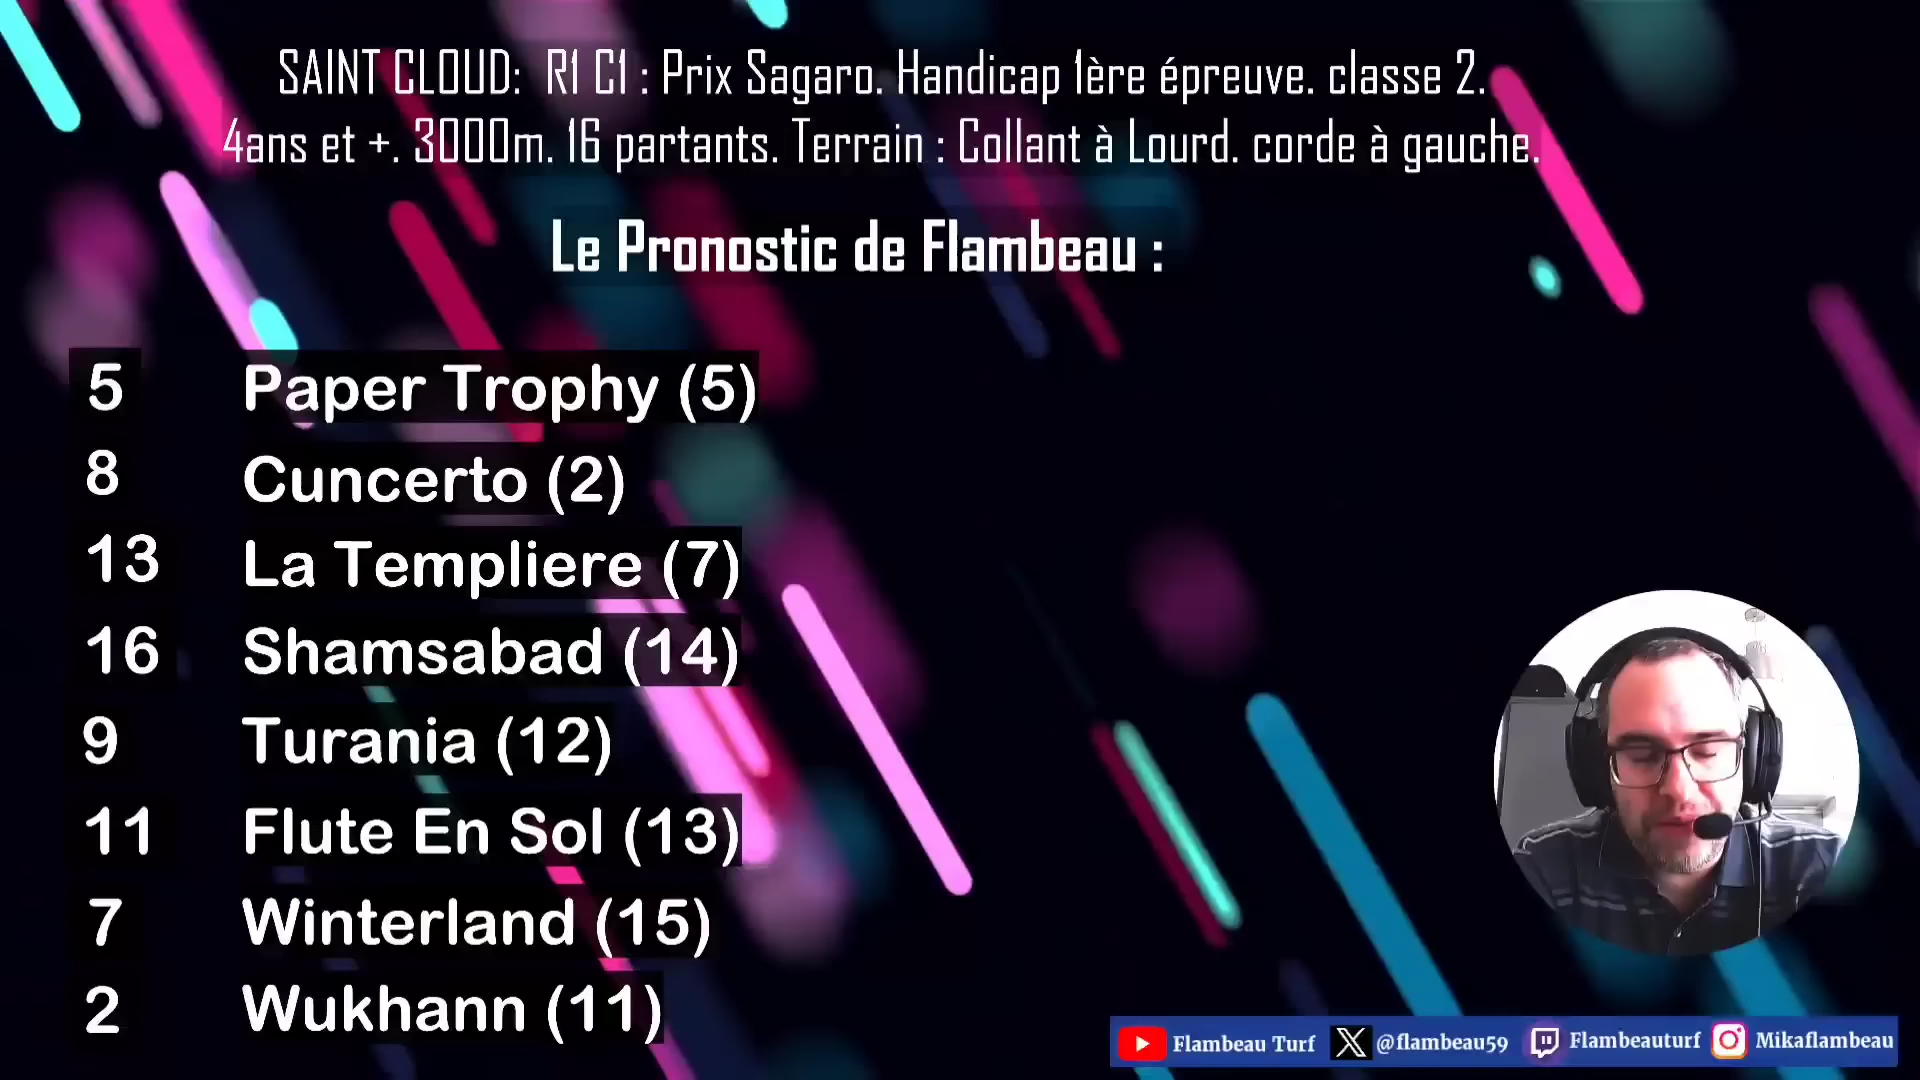 SAINT CLOUD: R1 C1 : Prix Sagaro. Handicap 1ère épreuve. classe 2.
4ans et +. 3000m. 16 partants. Terrain : Collant à Lourd. corde à gauche.
Le Pronostic de Flambeau :
5 Paper Trophy (5)
8 Cuncerto (2)
13 La Templiere (7)
16 Shamsabad (14)
9 Turania (12)
11 Flute En Sol (13)
7 Winterland (15)
2 Wukhann (11)
Flambeau Turf @flambeau59 Flambeauturf Mikaflambeau